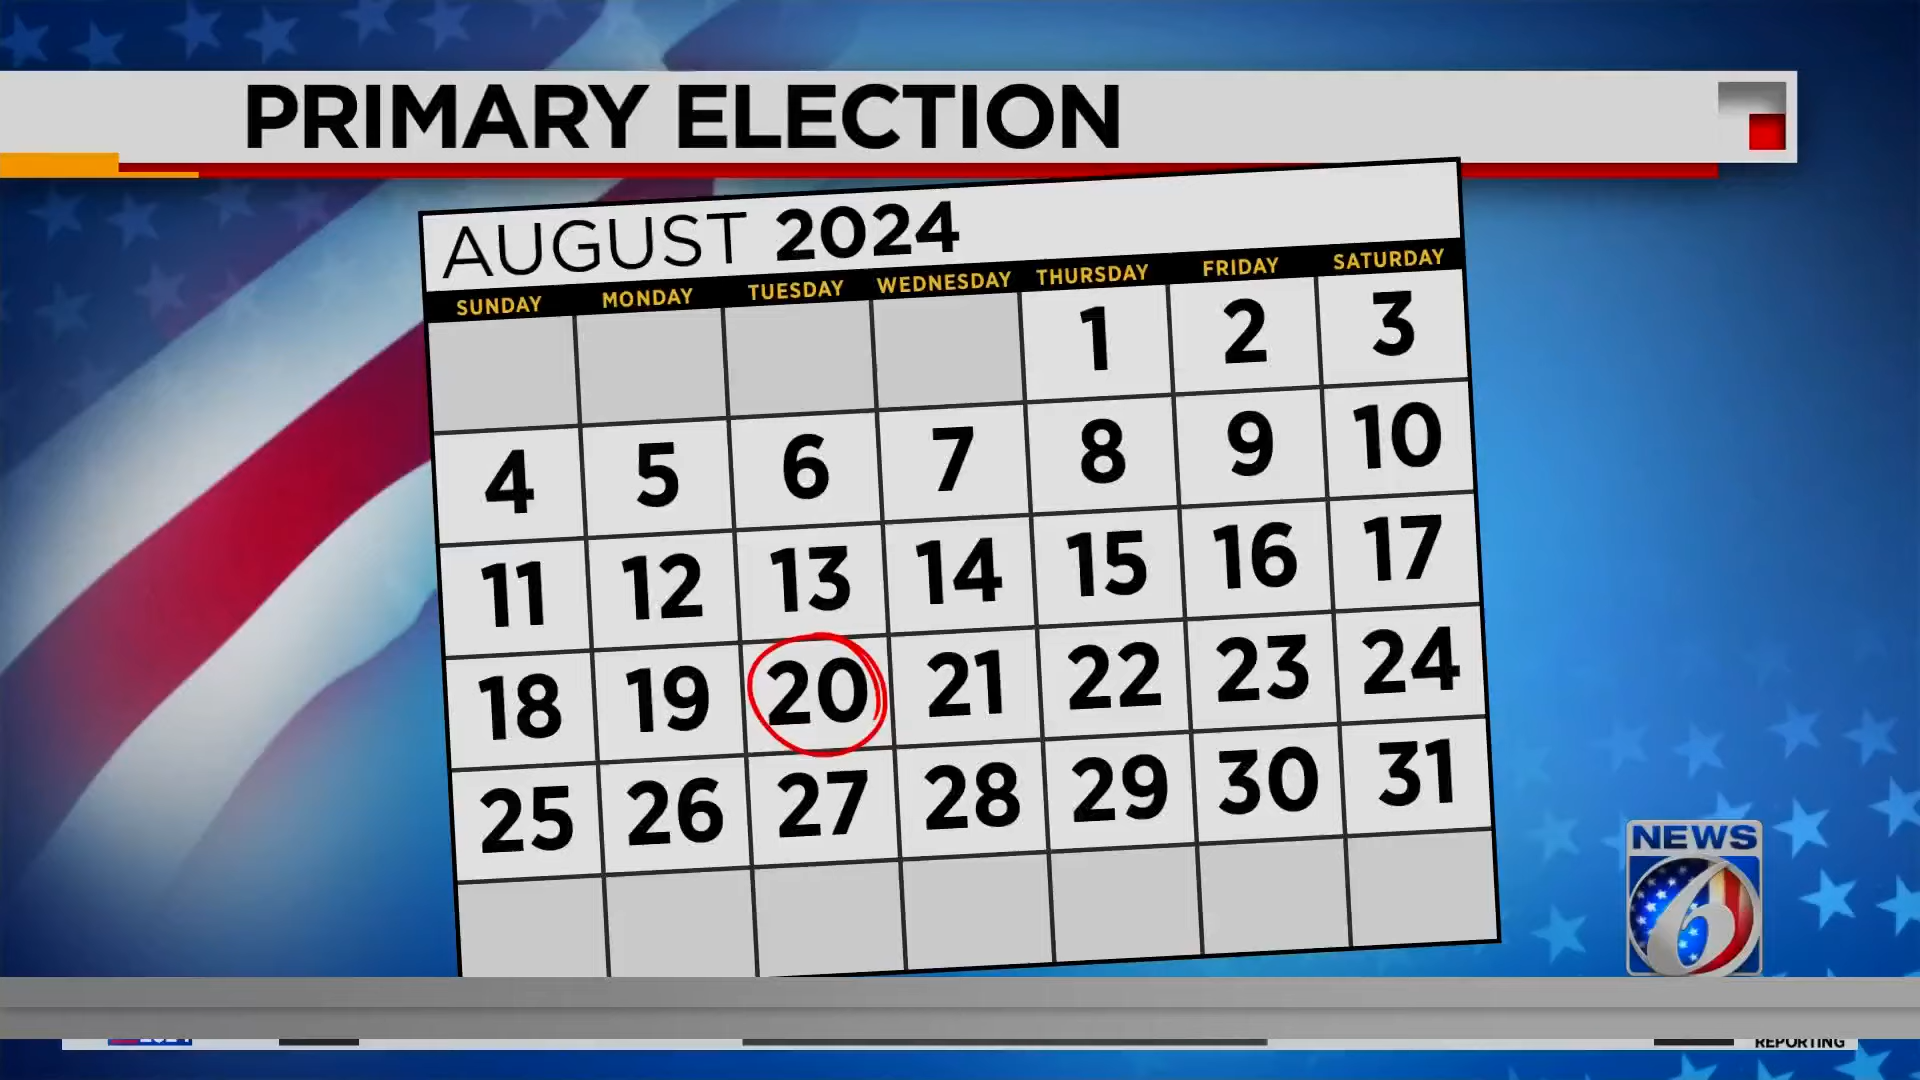 PRIMARY ELECTION
AUGUST 2024
SUNDAY MONDAY TUESDAY WEDNESDAY THURSDAY FRIDAY SATURDAY
1 2 3
4 5 6 7 8 9 10
11 12 13 14 15 16 17
18 19 20 21 22 23 24
25 26 27 28 29 30 31
NEWS
6
REPORTING